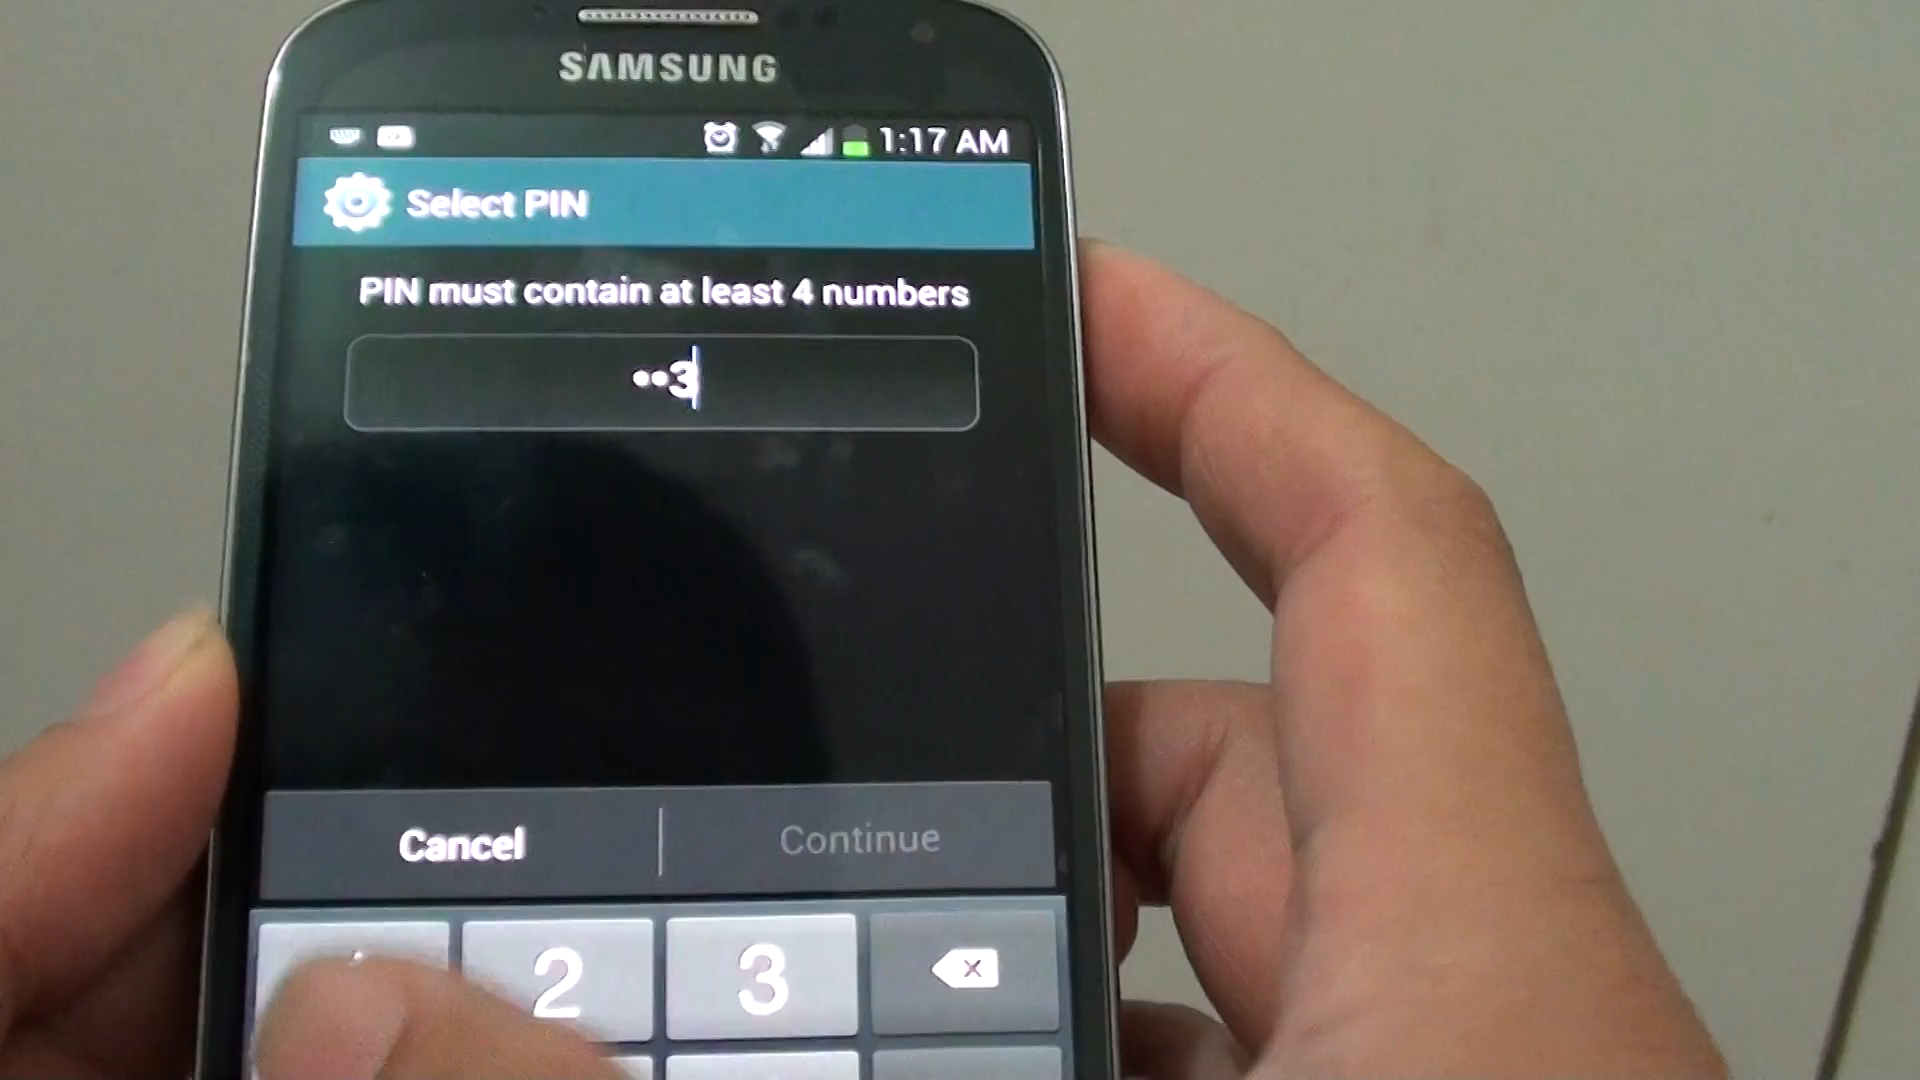 SAMSUNG
1:17 AM
Select PIN
PIN must contain at least 4 numbers
••3
Cancel
Continue
2
3